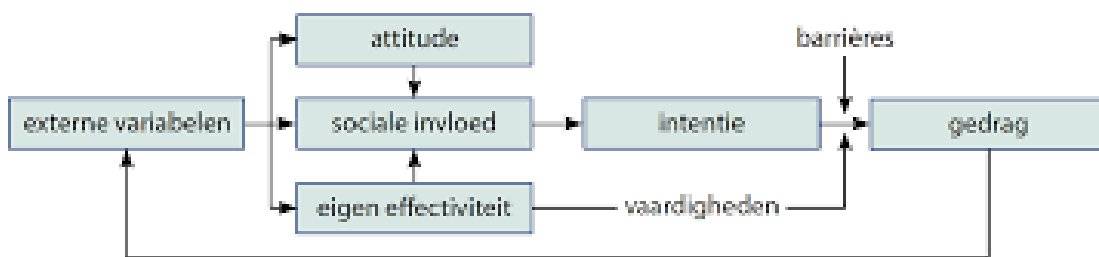 attitude
barrières
externe variabelen
sociale invloed
intentie
gedrag
eigen effectiviteit
vaardigheden